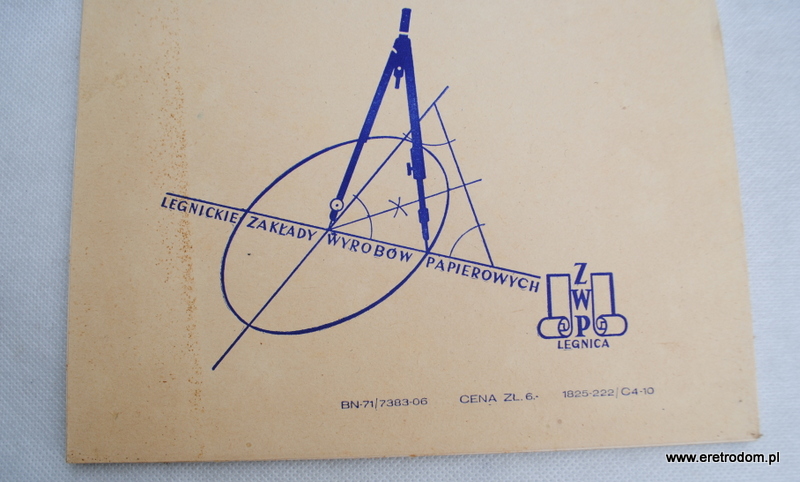 LEGNICKIE ZAKŁADY WYROBÓW PAPIEROWYCH
Z
W
P
LEGNICA
BN-71/7383-06 CENA ZŁ. 6.- 1825-222/C4-10
www.eretrodom.pl